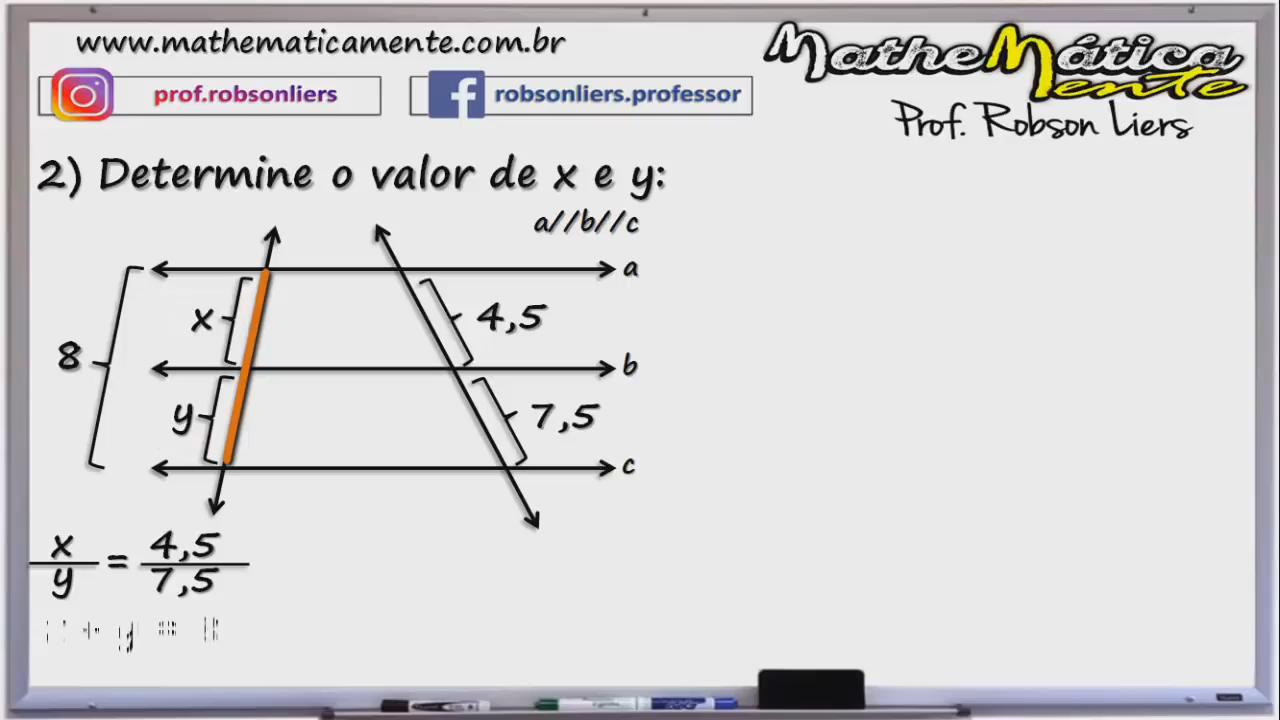 www.mathematicamente.com.br
MatheMática
mente
prof.robsonliers
robsonliers.professor
Prof. Robson Liers
2) Determine o valor de x e y:
a//b//c
a
x
4,5
8
b
y
7,5
c
x/y = 4,5/7,5